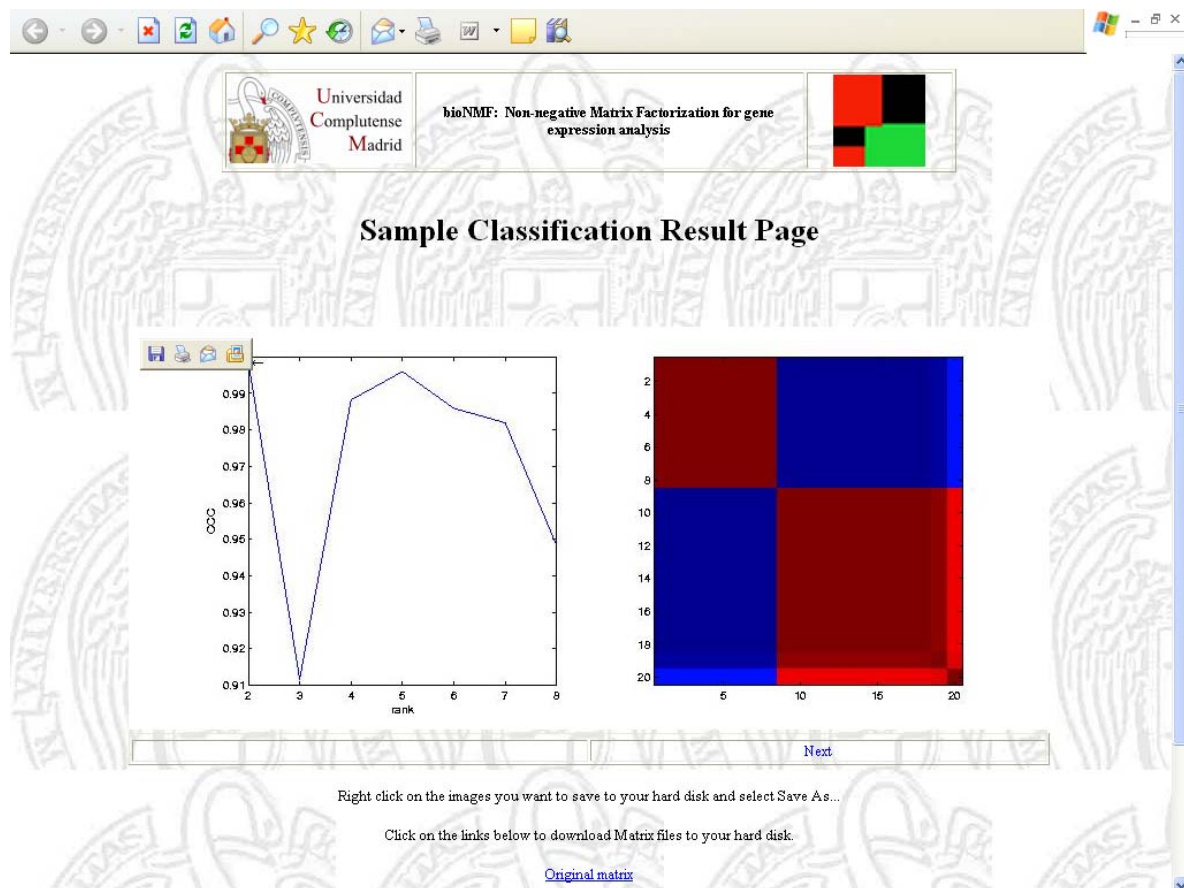 Universidad
Complutense
Madrid
bioNMF: Non-negative Matrix Factorization for gene
expression analysis
Sample Classification Result Page
0.99
0.98
0.97
0.96
0.95
0.94
0.93
0.92
0.91
CCC
2 3 4 5 6 7 8
rank
2
4
6
8
10
12
14
16
18
20
5 10 15 20
Next
Right click on the images you want to save to your hard disk and select Save As...
Click on the links below to download Matrix files to your hard disk.
Original matrix